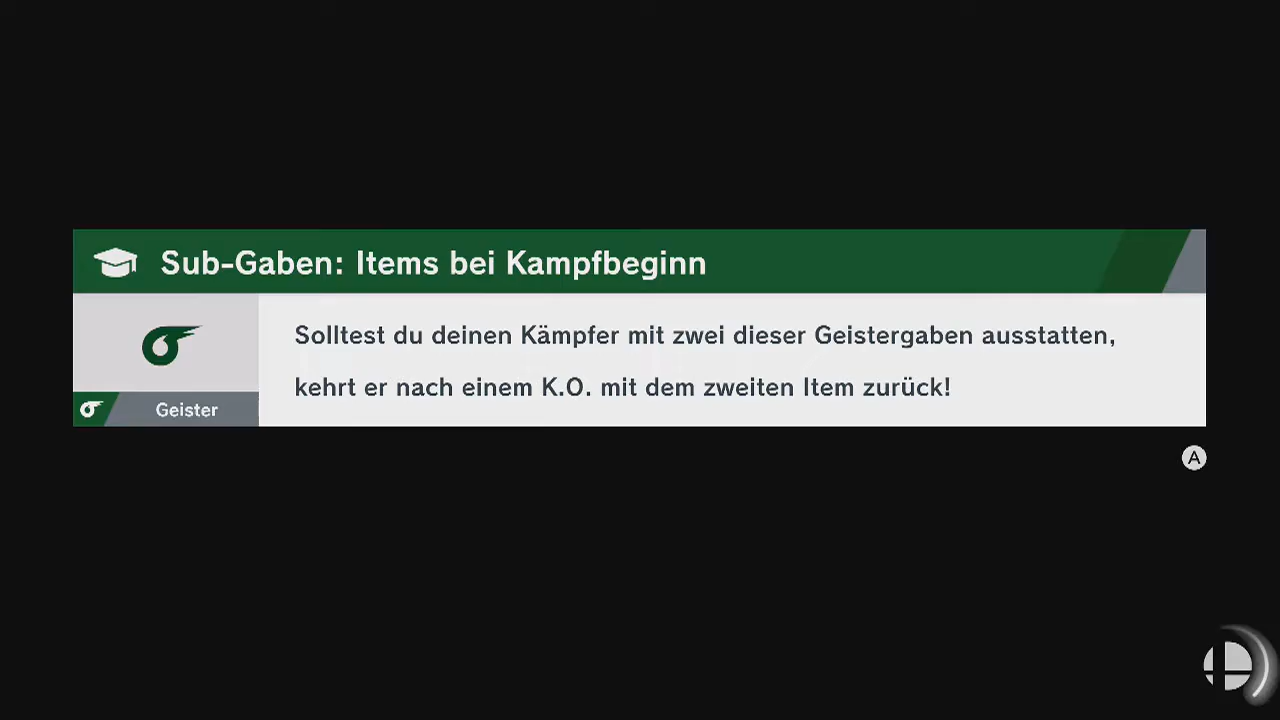 Sub-Gaben: Items bei Kampfbeginn
Solltest du deinen Kämpfer mit zwei dieser Geistergaben ausstatten,
kehrt er nach einem K.O. mit dem zweiten Item zurück!
Geister
A